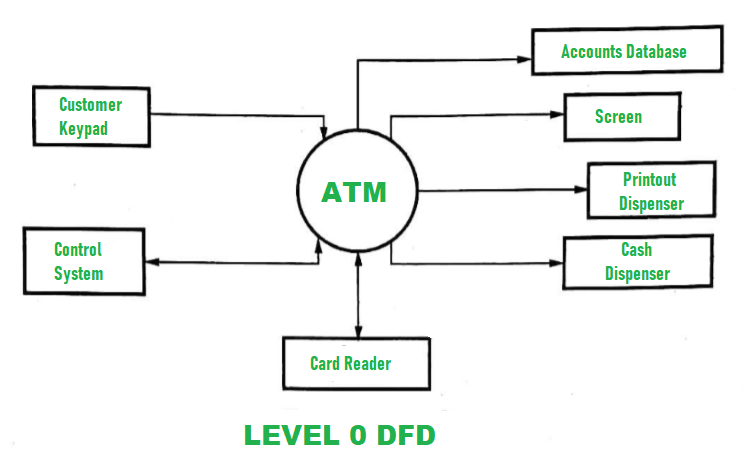 Accounts Database
Customer
Keypad
Screen
ATM
Printout
Dispenser
Control
System
Cash
Dispenser
Card Reader
LEVEL 0 DFD